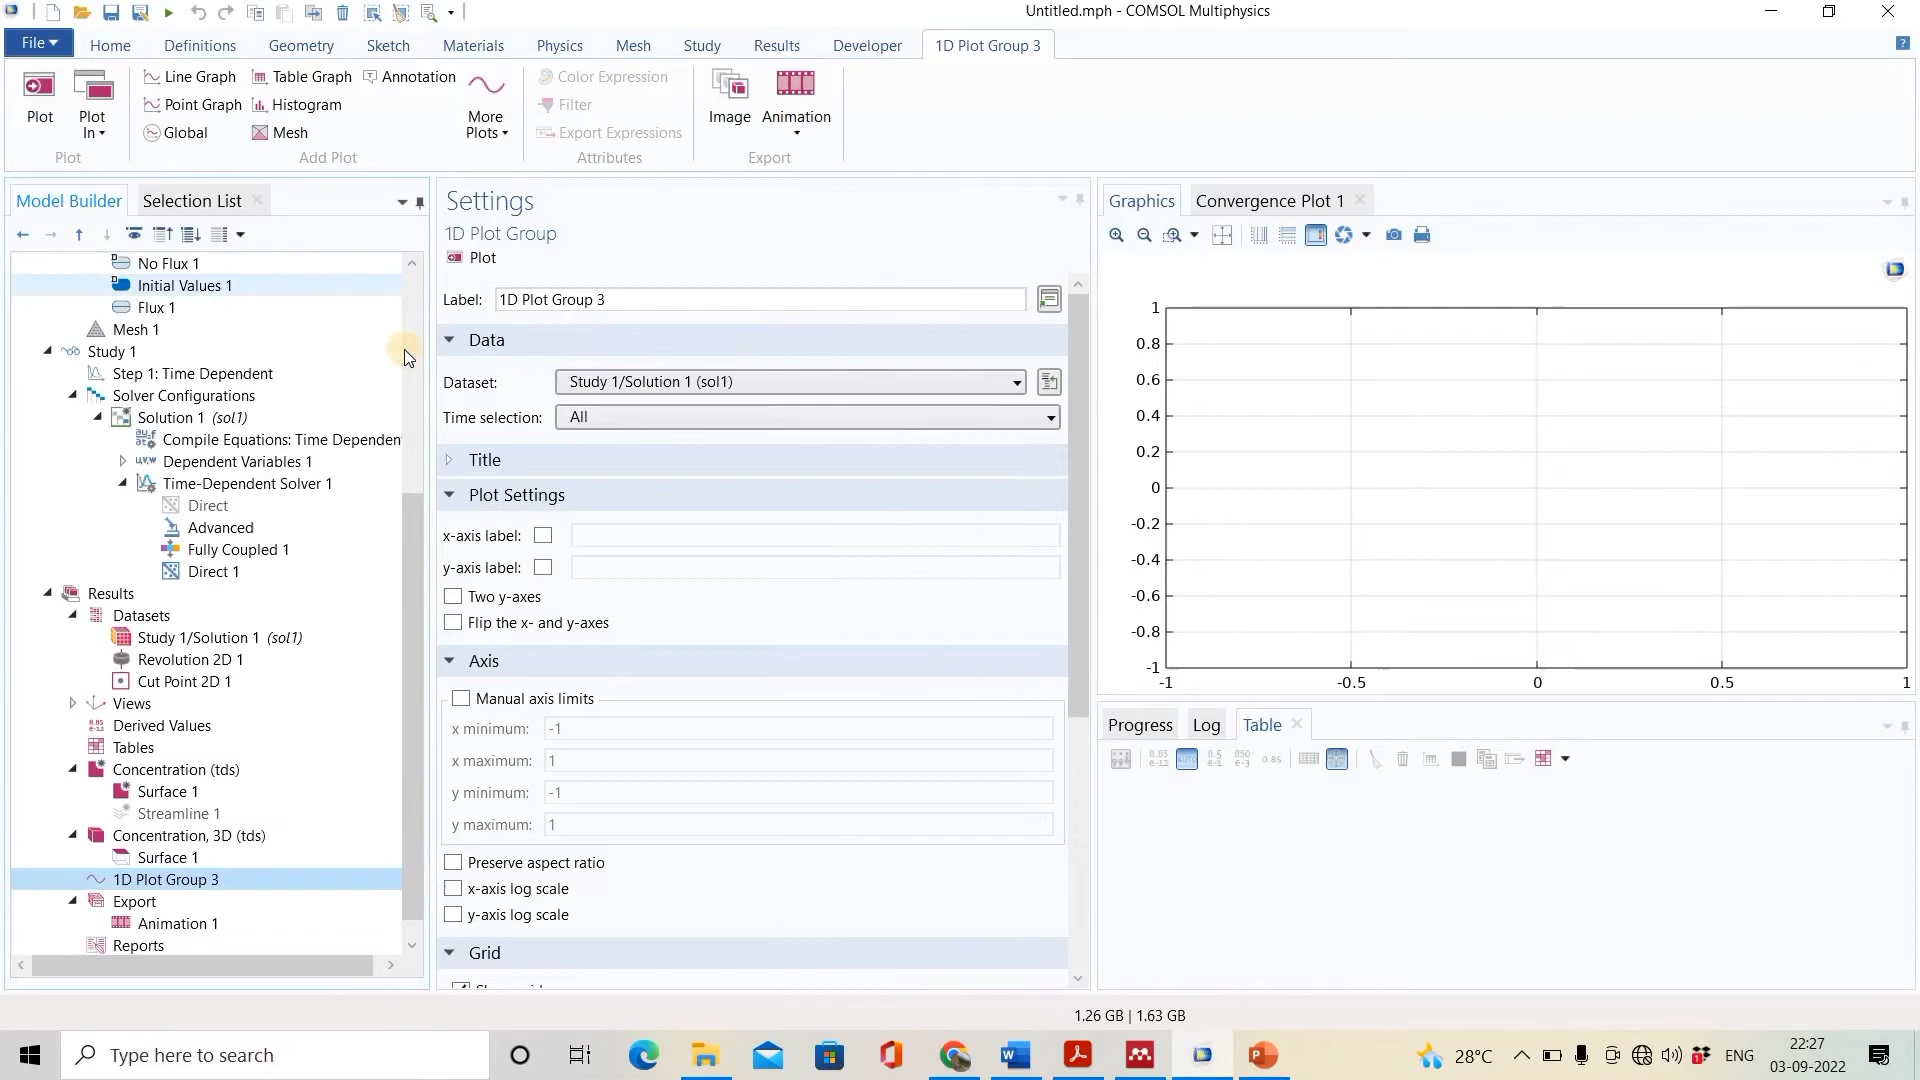 Untitled.mph - COMSOL Multiphysics
File
Home
Definitions
Geometry
Sketch
Materials
Physics
Mesh
Study
Results
Developer
1D Plot Group 3
Plot
Plot In
Plot
Line Graph
Point Graph
Global
Table Graph
Histogram
Mesh
Annotation
More Plots
Add Plot
Color Expression
Filter
Export Expressions
Attributes
Image
Animation
Export
Model Builder
Selection List
No Flux 1
Initial Values 1
Flux 1
Mesh 1
Study 1
Step 1: Time Dependent
Solver Configurations
Solution 1 (sol1)
Compile Equations: Time Dependen
Dependent Variables 1
Time-Dependent Solver 1
Direct
Advanced
Fully Coupled 1
Direct 1
Results
Datasets
Study 1/Solution 1 (sol1)
Revolution 2D 1
Cut Point 2D 1
Views
Derived Values
Tables
Concentration (tds)
Surface 1
Streamline 1
Concentration, 3D (tds)
Surface 1
1D Plot Group 3
Export
Animation 1
Reports
Settings
1D Plot Group
Plot
Label: 1D Plot Group 3
Data
Dataset: Study 1/Solution 1 (sol1)
Time selection: All
Title
Plot Settings
x-axis label:
y-axis label:
Two y-axes
Flip the x- and y-axes
Axis
Manual axis limits
x minimum: -1
x maximum: 1
y minimum: -1
y maximum: 1
Preserve aspect ratio
x-axis log scale
y-axis log scale
Grid
Graphics
Convergence Plot 1
1
0.8
0.6
0.4
0.2
0
-0.2
-0.4
-0.6
-0.8
-1
-1 -0.5 0 0.5 1
Progress
Log
Table
1.26 GB | 1.63 GB
Type here to search
28°C
ENG
22:27
03-09-2022